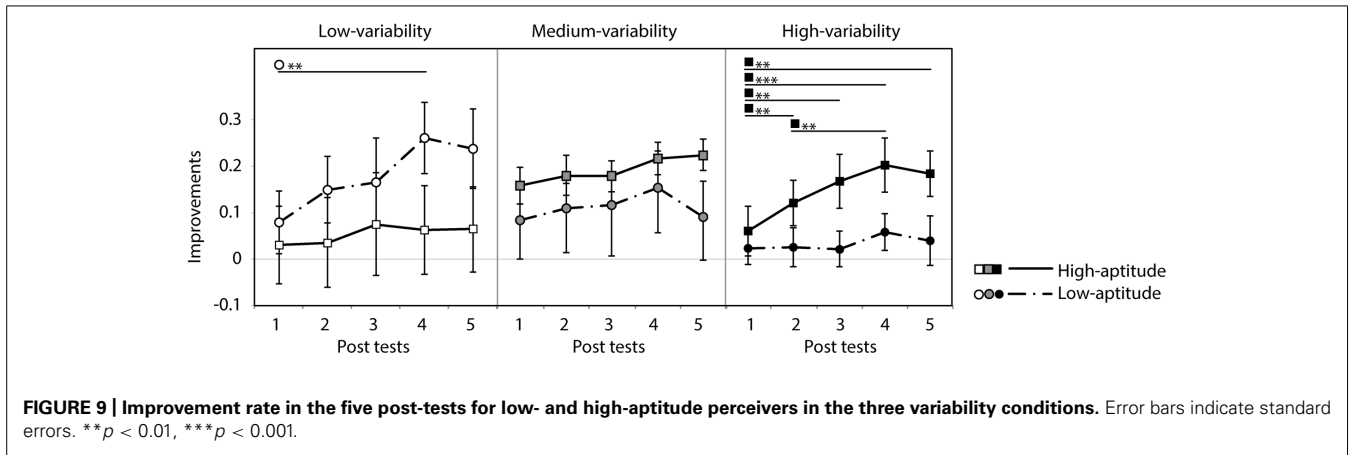 Low-variability Medium-variability High-variability
**
**
***
**
**
**
0.3
0.2
0.1
0
-0.1
Improvements
1 2 3 4 5 1 2 3 4 5 1 2 3 4 5
Post tests Post tests Post tests
High-aptitude
Low-aptitude
FIGURE 9 | Improvement rate in the five post-tests for low- and high-aptitude perceivers in the three variability conditions. Error bars indicate standard
errors. **p < 0.01, ***p < 0.001.